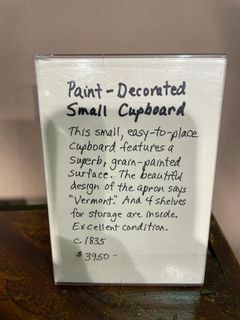 Paint-Decorated
Small Cupboard
This small, easy-to-place
Cupboard features a
superb, grain-painted
surface. The beautiful
design of the apron says
"Vermont." And 4 shelves
for storage are inside.
Excellent condition.
c. 1835
$3950-